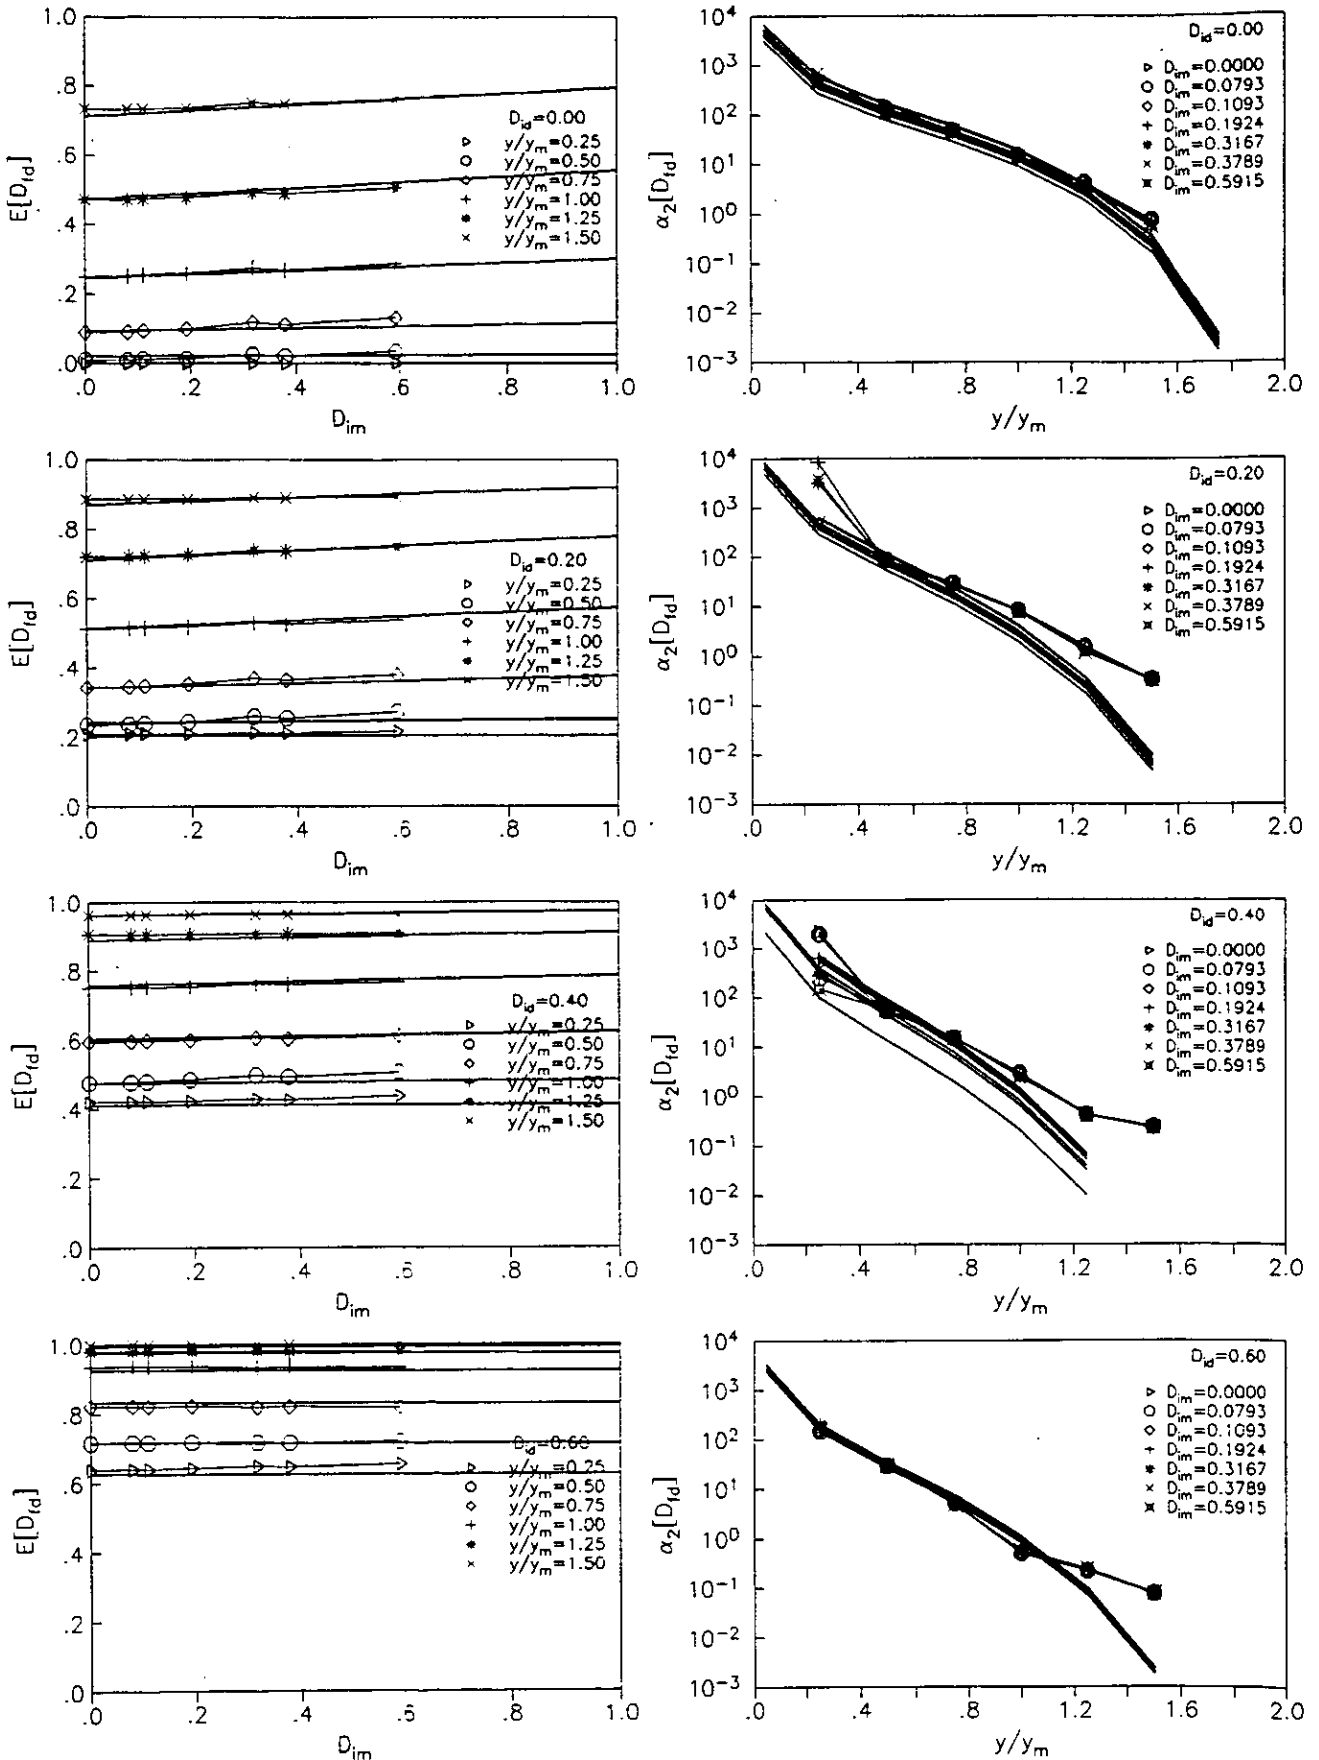 1.0
.8
.6
.4
.2
.0
E[D_fd]
D_id=0.00
y/y_m=0.25
y/y_m=0.50
y/y_m=0.75
y/y_m=1.00
y/y_m=1.25
y/y_m=1.50
.0 .2 .4 .6 .8 1.0
D_im
10^4
10^3
10^2
10^1
10^0
10^-1
10^-2
10^-3
α_2[D_fd]
D_id=0.00
D_im=0.0000
D_im=0.0793
D_im=0.1093
D_im=0.1924
D_im=0.3167
D_im=0.3789
D_im=0.5915
.0 .4 .8 1.2 1.6 2.0
y/y_m
1.0
.8
.6
.4
.2
.0
E[D_fd]
D_id=0.20
y/y_m=0.25
y/y_m=0.50
y/y_m=0.75
y/y_m=1.00
y/y_m=1.25
y/y_m=1.50
.0 .2 .4 .6 .8 1.0
D_im
10^4
10^3
10^2
10^1
10^0
10^-1
10^-2
10^-3
α_2[D_fd]
D_id=0.20
D_im=0.0000
D_im=0.0793
D_im=0.1093
D_im=0.1924
D_im=0.3167
D_im=0.3789
D_im=0.5915
.0 .4 .8 1.2 1.6 2.0
y/y_m
1.0
.8
.6
.4
.2
.0
E[D_fd]
D_id=0.40
y/y_m=0.25
y/y_m=0.50
y/y_m=0.75
y/y_m=1.00
y/y_m=1.25
y/y_m=1.50
.0 .2 .4 .6 .8 1.0
D_im
10^4
10^3
10^2
10^1
10^0
10^-1
10^-2
10^-3
α_2[D_fd]
D_id=0.40
D_im=0.0000
D_im=0.0793
D_im=0.1093
D_im=0.1924
D_im=0.3167
D_im=0.3789
D_im=0.5915
.0 .4 .8 1.2 1.6 2.0
y/y_m
1.0
.8
.6
.4
.2
.0
E[D_fd]
D_id=0.60
y/y_m=0.25
y/y_m=0.50
y/y_m=0.75
y/y_m=1.00
y/y_m=1.25
y/y_m=1.50
.0 .2 .4 .6 .8 1.0
D_im
10^4
10^3
10^2
10^1
10^0
10^-1
10^-2
10^-3
α_2[D_fd]
D_id=0.60
D_im=0.0000
D_im=0.0793
D_im=0.1093
D_im=0.1924
D_im=0.3167
D_im=0.3789
D_im=0.5915
.0 .4 .8 1.2 1.6 2.0
y/y_m